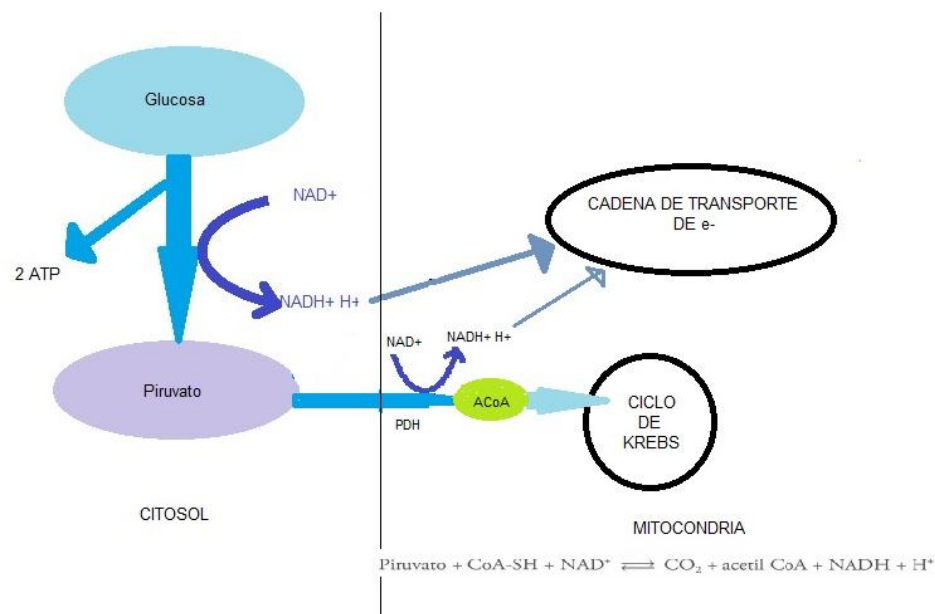 Glucosa
NAD+
CADENA DE TRANSPORTE
DE e-
2 ATP
NADH+ H+
NAD+
NADH+ H+
Piruvato
ACoA
PDH
CICLO
DE
KREBS
CITOSOL
MITOCONDRIA
Piruvato + CoA-SH + NAD⁺ ⇌ CO₂ + acetil CoA + NADH + H⁺